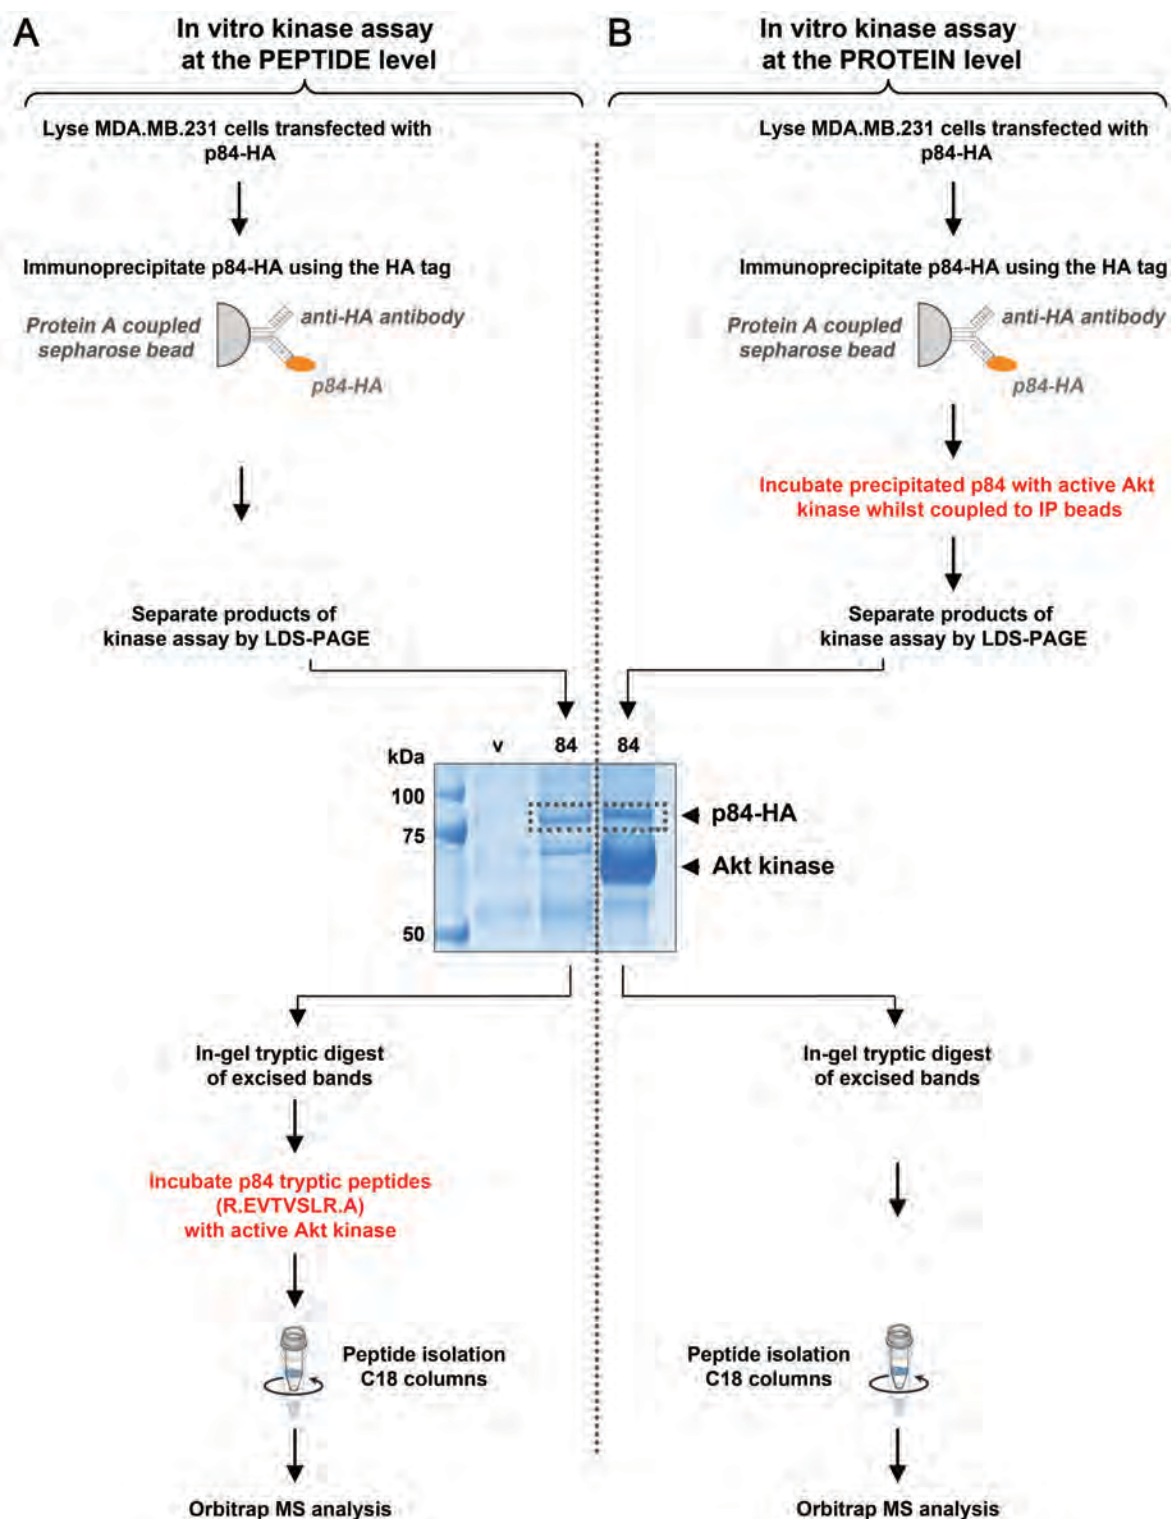 A
In vitro kinase assay
at the PEPTIDE level
Lyse MDA.MB.231 cells transfected with
p84-HA
Immunoprecipitate p84-HA using the HA tag
Protein A coupled
sepharose bead
anti-HA antibody
p84-HA
Separate products of
kinase assay by LDS-PAGE
B
In vitro kinase assay
at the PROTEIN level
Lyse MDA.MB.231 cells transfected with
p84-HA
Immunoprecipitate p84-HA using the HA tag
Protein A coupled
sepharose bead
anti-HA antibody
p84-HA
Incubate precipitated p84 with active Akt
kinase whilst coupled to IP beads
Separate products of
kinase assay by LDS-PAGE
kDa
v
84
84
100
75
50
p84-HA
Akt kinase
In-gel tryptic digest
of excised bands
Incubate p84 tryptic peptides
(R.EVTVSLR.A)
with active Akt kinase
Peptide isolation
C18 columns
Orbitrap MS analysis
In-gel tryptic digest
of excised bands
Peptide isolation
C18 columns
Orbitrap MS analysis